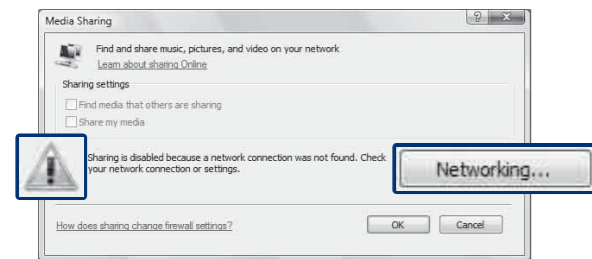 Media Sharing
Find and share music, pictures, and video on your network
Learn about sharing Online
Sharing settings
Find media that others are sharing
Share my media
Sharing is disabled because a network connection was not found. Check
your network connection or settings.
Networking...
How does sharing change firewall settings?
OK
Cancel